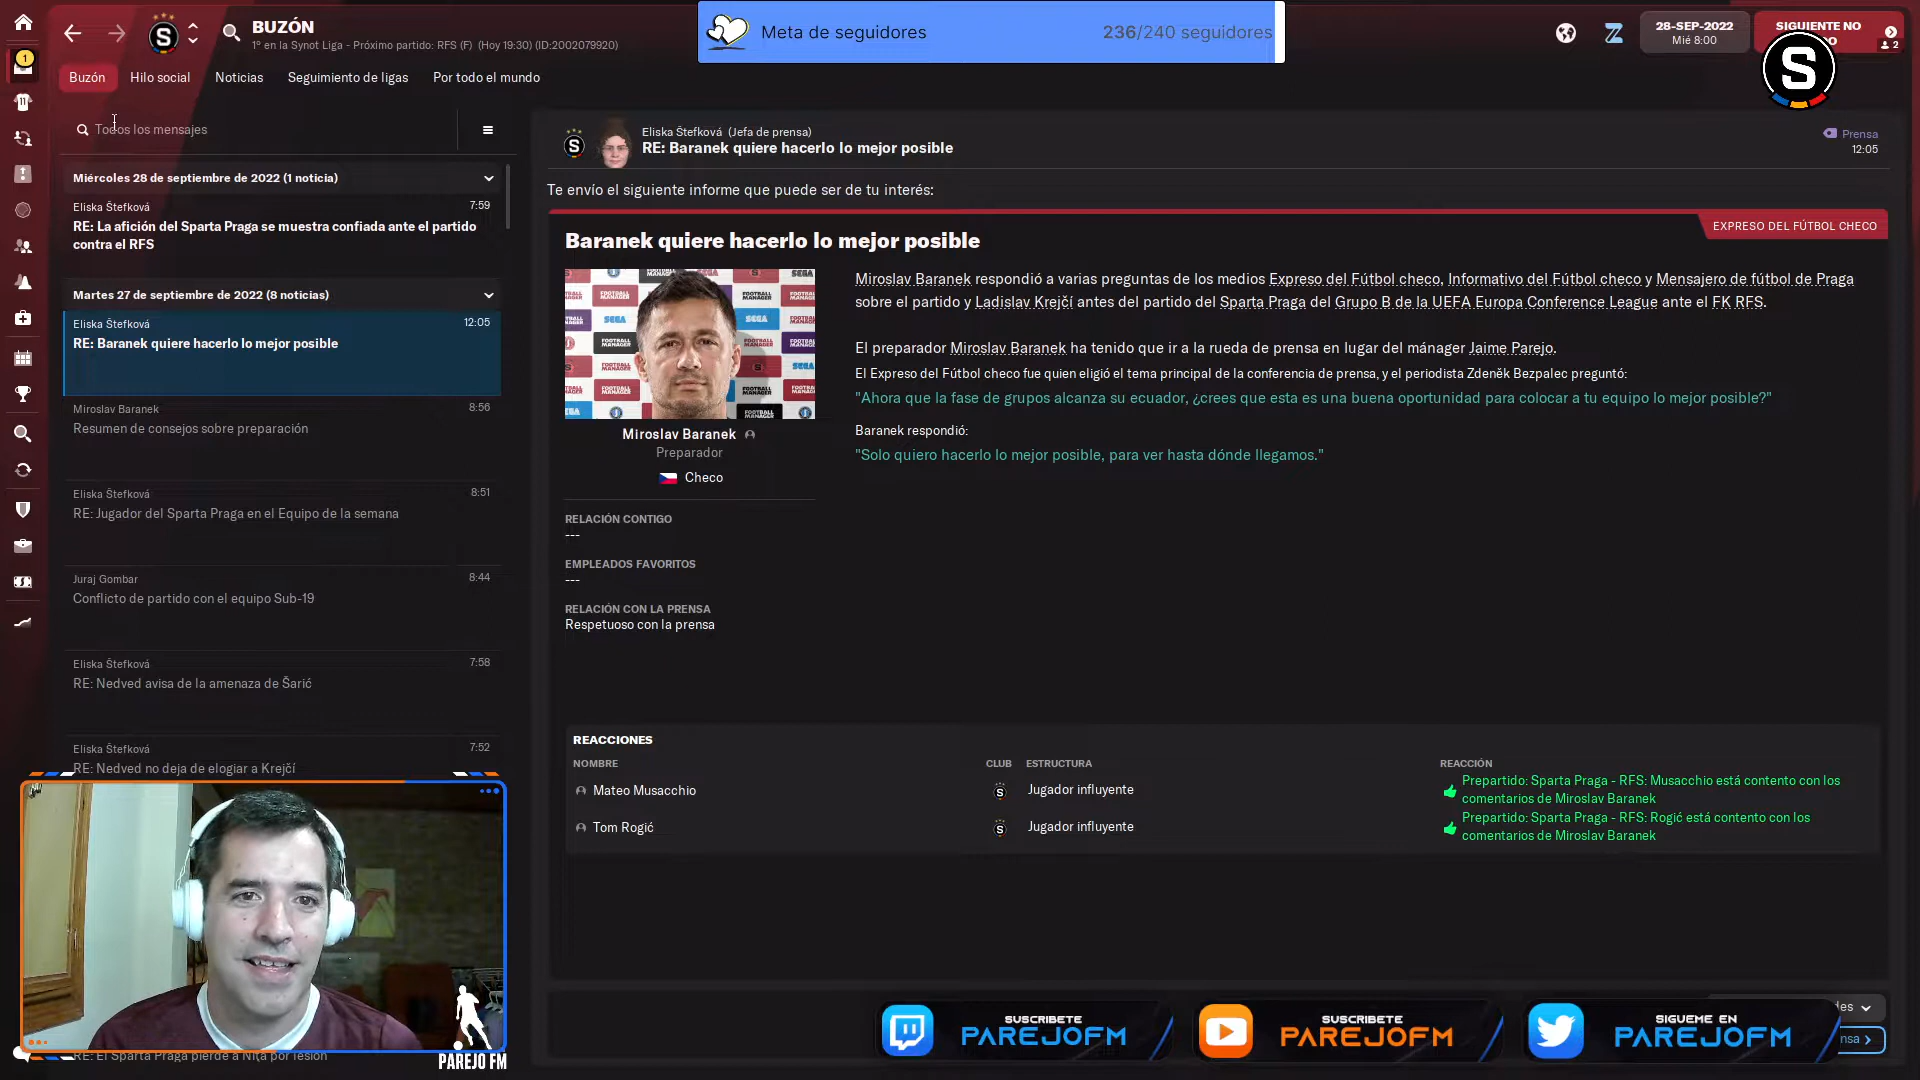 1
BUZÓN
1º en la Synot Liga - Próximo partido: RFS (F) (Hoy 19:30) (ID:2002079920)
Meta de seguidores
236/240 seguidores
28-SEP-2022
Mié 8:00
SIGUIENTE NO
2
S
Buzón
Hilo social
Noticias
Seguimiento de ligas
Por todo el mundo
Todos los mensajes
Miércoles 28 de septiembre de 2022 (1 noticia)
Eliska Štefková
7:59
RE: La afición del Sparta Praga se muestra confiada ante el partido
contra el RFS
Martes 27 de septiembre de 2022 (8 noticias)
Eliska Štefková
12:05
RE: Baranek quiere hacerlo lo mejor posible
Miroslav Baranek
8:56
Resumen de consejos sobre preparación
Eliska Štefková
8:51
RE: Jugador del Sparta Praga en el Equipo de la semana
Juraj Gombar
8:44
Conflicto de partido con el equipo Sub-19
Eliska Štefková
7:58
RE: Nedved avisa de la amenaza de Šarić
Eliska Štefková
7:52
RE: Nedved no deja de elogiar a Krejčí
RE: El Sparta Praga pierde a Niţa por lesión
PAREJO FM
Eliska Štefková (Jefa de prensa)
RE: Baranek quiere hacerlo lo mejor posible
Prensa
12:05
Te envío el siguiente informe que puede ser de tu interés:
EXPRESO DEL FÚTBOL CHECO
Baranek quiere hacerlo lo mejor posible
Miroslav Baranek
Preparador
Checo
RELACIÓN CONTIGO
---
EMPLEADOS FAVORITOS
---
RELACIÓN CON LA PRENSA
Respetuoso con la prensa
Miroslav Baranek respondió a varias preguntas de los medios Expreso del Fútbol checo, Informativo del Fútbol checo y Mensajero de fútbol de Praga
sobre el partido y Ladislav Krejčí antes del partido del Sparta Praga del Grupo B de la UEFA Europa Conference League ante el FK RFS.
El preparador Miroslav Baranek ha tenido que ir a la rueda de prensa en lugar del mánager Jaime Parejo.
El Expreso del Fútbol checo fue quien eligió el tema principal de la conferencia de prensa, y el periodista Zdeněk Bezpalec preguntó:
"Ahora que la fase de grupos alcanza su ecuador, ¿crees que esta es una buena oportunidad para colocar a tu equipo lo mejor posible?"
Baranek respondió:
"Solo quiero hacerlo lo mejor posible, para ver hasta dónde llegamos."
REACCIONES
NOMBRE
CLUB
ESTRUCTURA
REACCIÓN
Mateo Musacchio
Jugador influyente
Prepartido: Sparta Praga - RFS: Musacchio está contento con los
comentarios de Miroslav Baranek
Tom Rogić
Jugador influyente
Prepartido: Sparta Praga - RFS: Rogić está contento con los
comentarios de Miroslav Baranek
SUSCRIBETE
PAREJOFM
SUSCRIBETE
PAREJOFM
SIGUEME EN
PAREJOFM